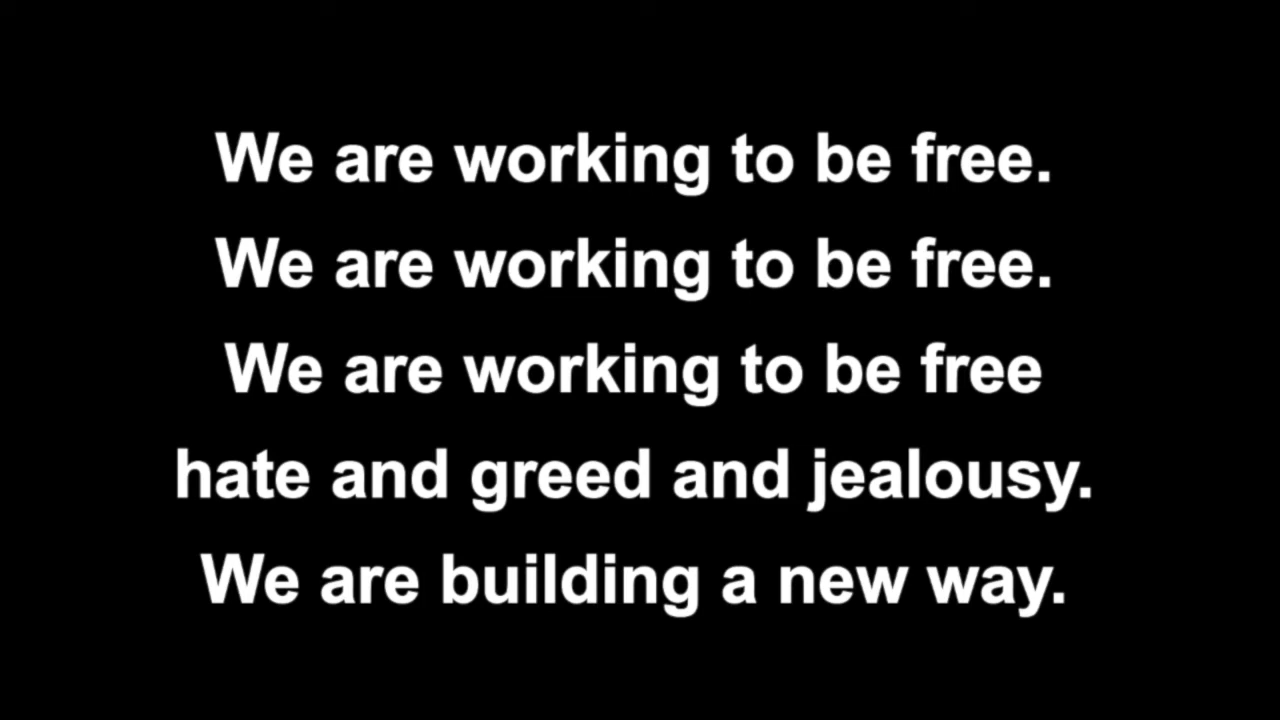 We are working to be free.
We are working to be free.
We are working to be free
hate and greed and jealousy.
We are building a new way.